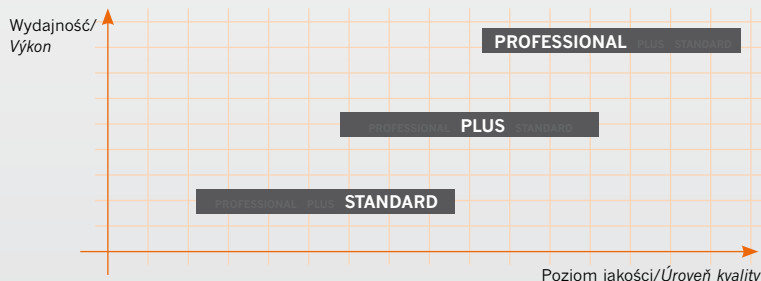 Wydajność/
Výkon
PROFESSIONAL PLUS STANDARD
PROFESSIONAL PLUS STANDARD
PROFESSIONAL PLUS STANDARD
Poziom jakości/Úroveň kvality